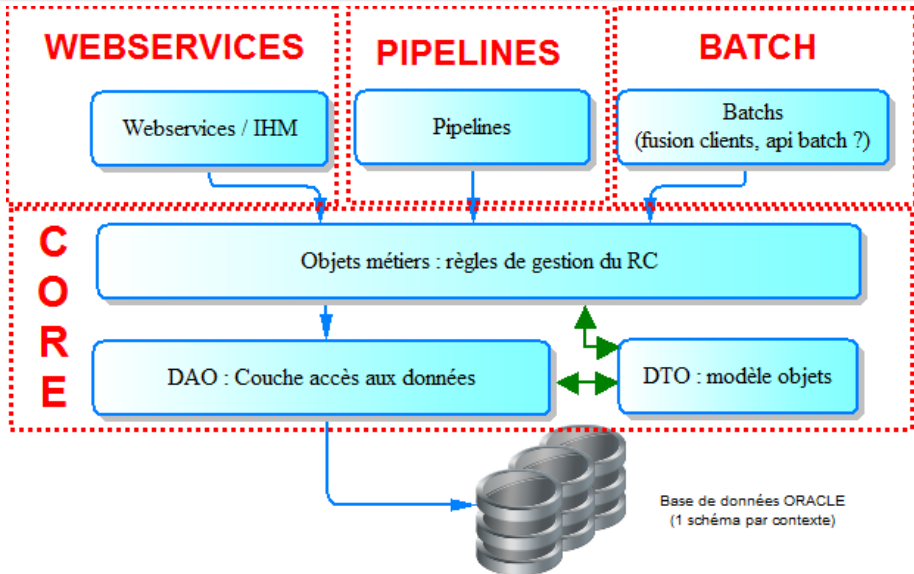 WEBSERVICES
PIPELINES
BATCH
Webservices / IHM
Pipelines
Batchs
(fusion clients, api batch ?)
C
O
R
E
Objets métiers : règles de gestion du RC
DAO : Couche accès aux données
DTO : modèle objets
Base de données ORACLE
(1 schéma par contexte)